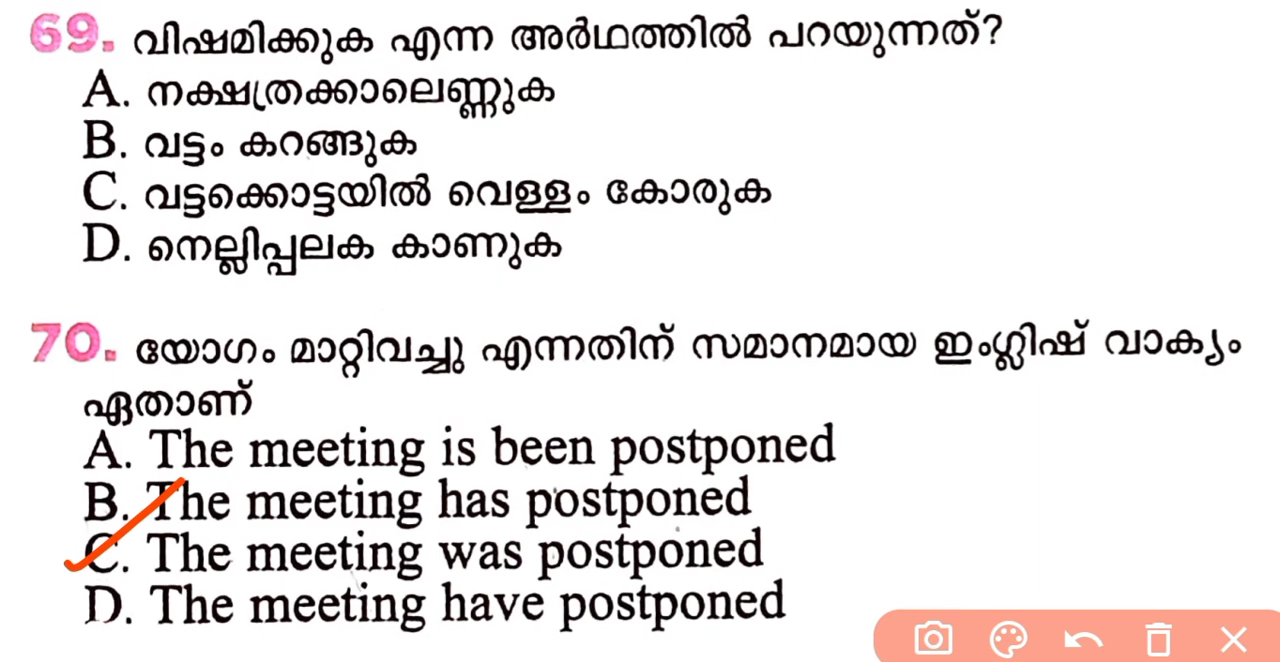 69. വിഷമിക്കുക എന്ന അർഥത്തിൽ പറയുന്നത്?
A. നക്ഷത്രക്കാലെണ്ണുക
B. വട്ടം കറങ്ങുക
C. വട്ടക്കൊട്ടയിൽ വെള്ളം കോരുക
D. നെല്ലിപ്പലക കാണുക
70. യോഗം മാറ്റിവച്ചു എന്നതിന് സമാനമായ ഇംഗ്ലിഷ് വാക്യം
ഏതാണ്
A. The meeting is been postponed
B. The meeting has postponed
C. The meeting was postponed
D. The meeting have postponed